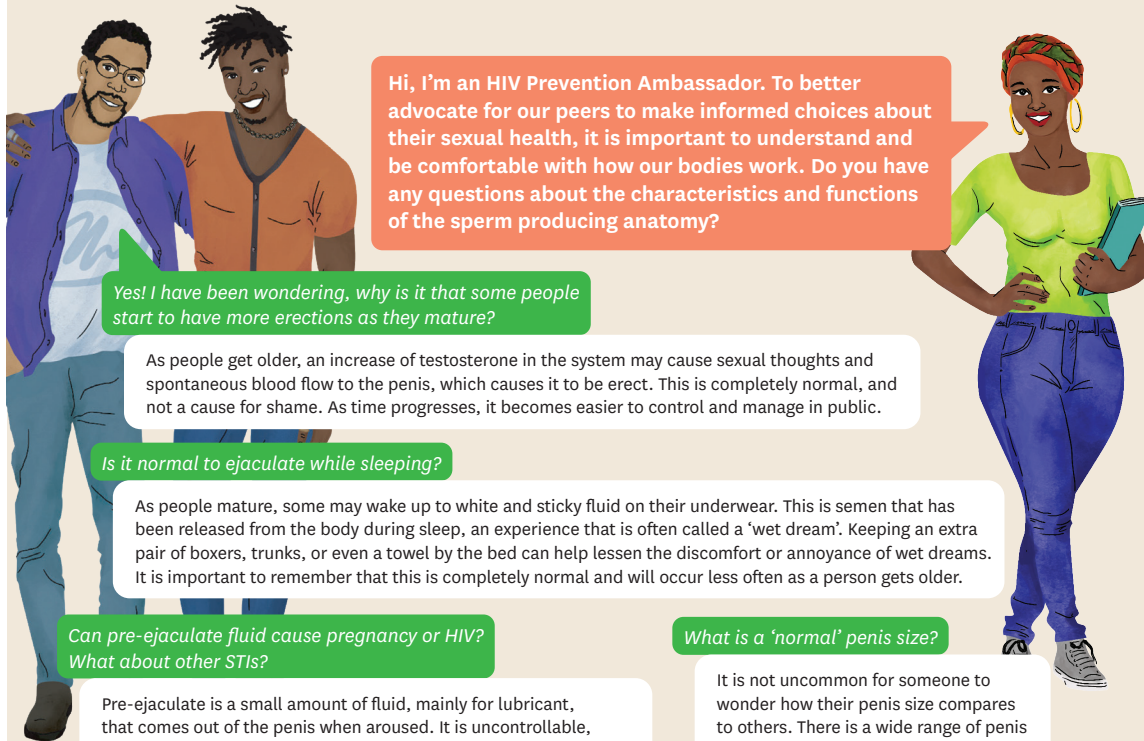 Hi, I’m an HIV Prevention Ambassador. To better
advocate for our peers to make informed choices about
their sexual health, it is important to understand and
be comfortable with how our bodies work. Do you have
any questions about the characteristics and functions
of the sperm producing anatomy?
Yes! I have been wondering, why is it that some people
start to have more erections as they mature?
As people get older, an increase of testosterone in the system may cause sexual thoughts and
spontaneous blood flow to the penis, which causes it to be erect. This is completely normal, and
not a cause for shame. As time progresses, it becomes easier to control and manage in public.
Is it normal to ejaculate while sleeping?
As people mature, some may wake up to white and sticky fluid on their underwear. This is semen that has
been released from the body during sleep, an experience that is often called a ‘wet dream’. Keeping an extra
pair of boxers, trunks, or even a towel by the bed can help lessen the discomfort or annoyance of wet dreams.
It is important to remember that this is completely normal and will occur less often as a person gets older.
Can pre-ejaculate fluid cause pregnancy or HIV?
What about other STIs?
Pre-ejaculate is a small amount of fluid, mainly for lubricant,
that comes out of the penis when aroused. It is uncontrollable,
What is a ‘normal’ penis size?
It is not uncommon for someone to
wonder how their penis size compares
to others. There is a wide range of penis